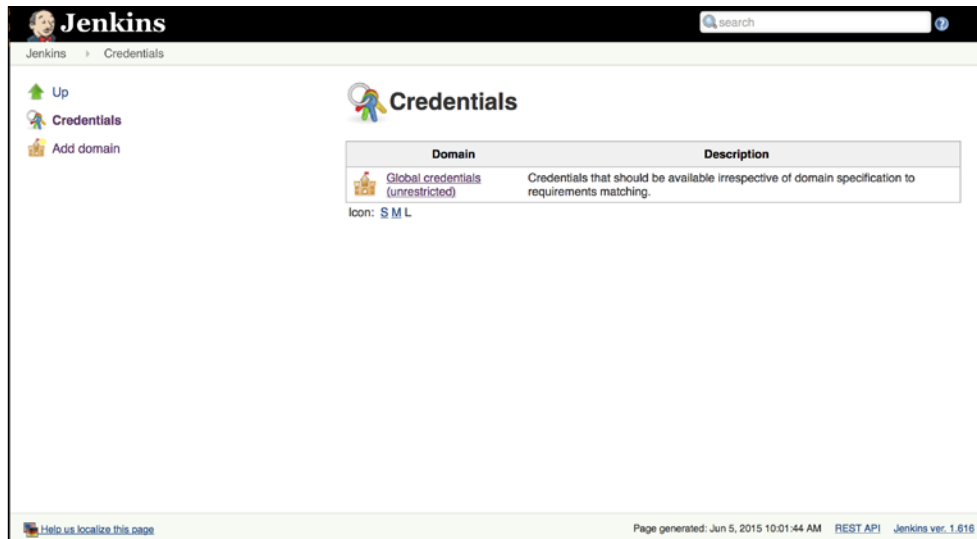 Jenkins
search
Jenkins Credentials
Up
Credentials
Add domain
Credentials
Domain Description
Global credentials Credentials that should be available irrespective of domain specification to
(unrestricted) requirements matching.
Icon: S M L
Help us localize this page Page generated: Jun 5, 2015 10:01:44 AM REST API Jenkins ver. 1.616